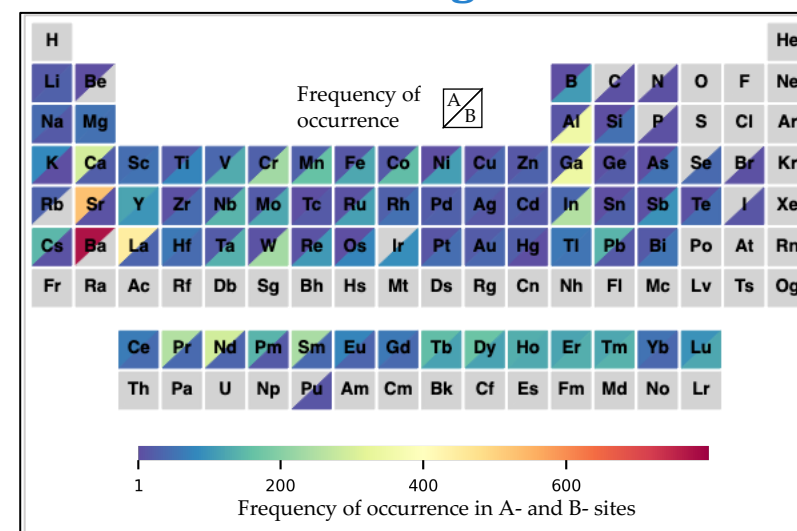 H He
Li Be B C N O F Ne
Frequency of
occurrence
A
B
Na Mg Al Si P S Cl Ar
K Ca Sc Ti V Cr Mn Fe Co Ni Cu Zn Ga Ge As Se Br Kr
Rb Sr Y Zr Nb Mo Tc Ru Rh Pd Ag Cd In Sn Sb Te I Xe
Cs Ba La Hf Ta W Re Os Ir Pt Au Hg Tl Pb Bi Po At Rn
Fr Ra Ac Rf Db Sg Bh Hs Mt Ds Rg Cn Nh Fl Mc Lv Ts Og
Ce Pr Nd Pm Sm Eu Gd Tb Dy Ho Er Tm Yb Lu
Th Pa U Np Pu Am Cm Bk Cf Es Fm Md No Lr
1 200 400 600
Frequency of occurrence in A- and B- sites